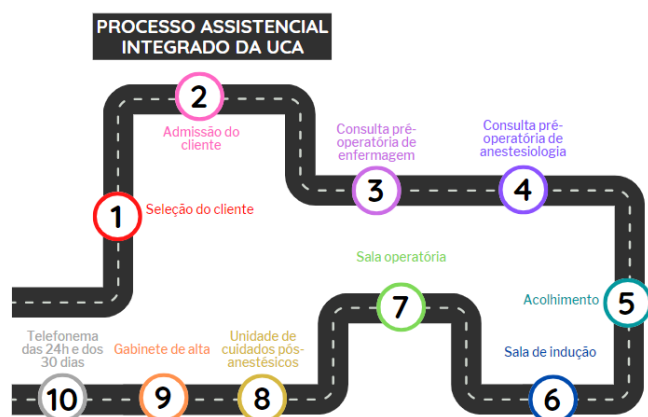 PROCESSO ASSISTENCIAL
INTEGRADO DA UCA
2
Admissão do
cliente
1
Seleção do cliente
Consulta pré-
operatória de
enfermagem
3
Consulta pré-
operatória de
anestesiologia
4
5
Acolhimento
Sala de indução
6
Sala operatória
7
Unidade de
cuidados pós-
anestésicos
8
Gabinete de alta
9
Telefonema
das 24h e dos
30 dias
10